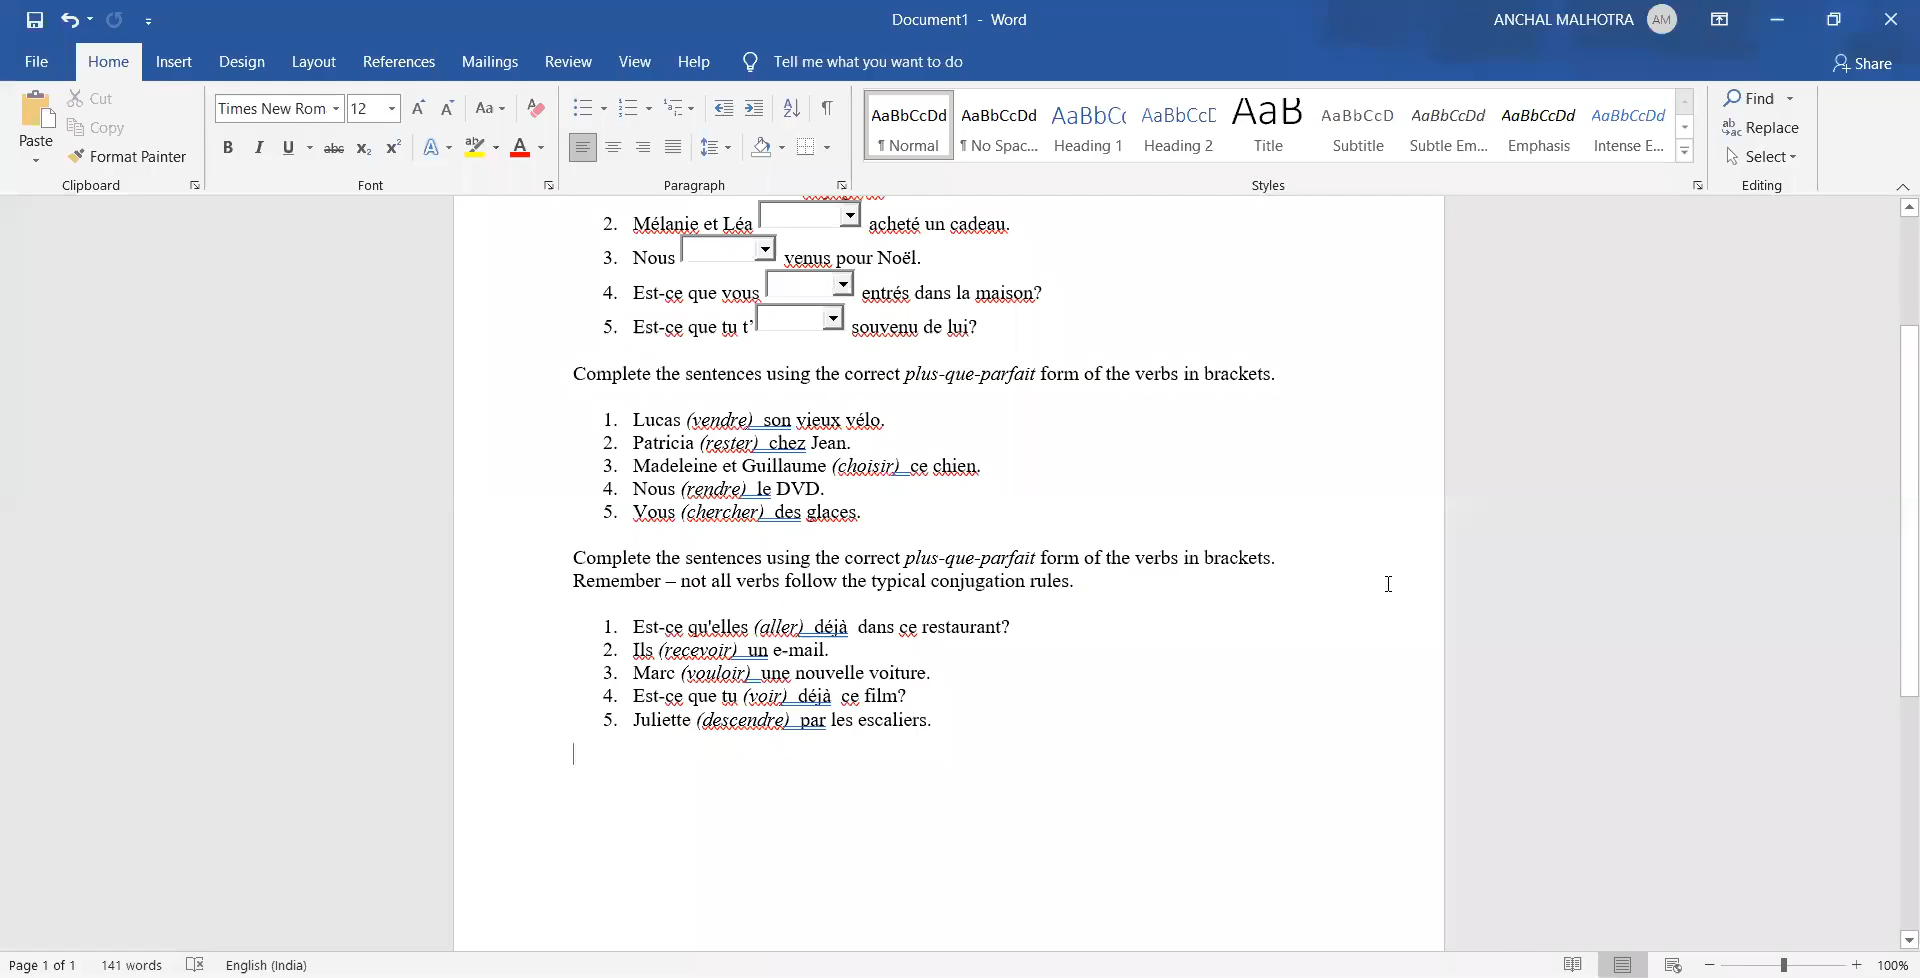 Document1 - Word
ANCHAL MALHOTRA AM
File Home Insert Design Layout References Mailings Review View Help Tell me what you want to do Share
Paste
Cut
Copy
Format Painter
Clipboard
Times New Rom 12 Aa
B I U abc x₂ x² A ab A
Font
Paragraph
AaBbCcDd AaBbCcDd AaBbC AaBbCcD AaB AaBbCcD AaBbCcDd AaBbCcDd AaBbCcDd
¶ Normal ¶ No Spac... Heading 1 Heading 2 Title Subtitle Subtle Em... Emphasis Intense E...
Styles
Find
Replace
Select
Editing
2. Mélanie et Léa acheté un cadeau.
3. Nous venus pour Noël.
4. Est-ce que vous entrés dans la maison?
5. Est-ce que tu t’ souvenu de lui?
Complete the sentences using the correct plus-que-parfait form of the verbs in brackets.
1. Lucas (vendre) son vieux vélo.
2. Patricia (rester) chez Jean.
3. Madeleine et Guillaume (choisir) ce chien.
4. Nous (rendre) le DVD.
5. Vous (chercher) des glaces.
Complete the sentences using the correct plus-que-parfait form of the verbs in brackets.
Remember – not all verbs follow the typical conjugation rules.
1. Est-ce qu'elles (aller) déjà dans ce restaurant?
2. Ils (recevoir) un e-mail.
3. Marc (vouloir) une nouvelle voiture.
4. Est-ce que tu (voir) déjà ce film?
5. Juliette (descendre) par les escaliers.
Page 1 of 1 141 words English (India) 100%